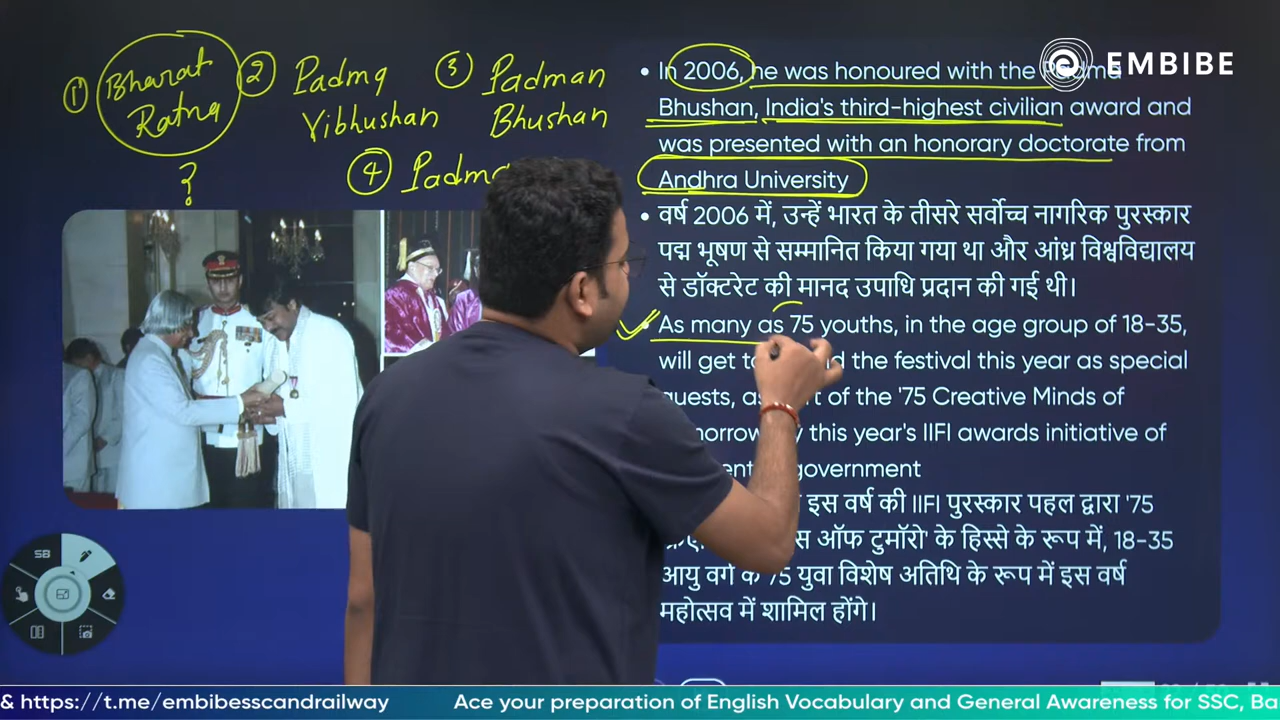 ① Bharat
Ratna
?
② Padma
Vibhushan
③ Padman
Bhushan
④ Padma
EMBIBE
• In 2006, he was honoured with the Padma
Bhushan, India's third-highest civilian award and
was presented with an honorary doctorate from
Andhra University
• वर्ष 2006 में, उन्हें भारत के तीसरे सर्वोच्च नागरिक पुरस्कार
पद्म भूषण से सम्मानित किया गया था और आंध्र विश्वविद्यालय
से डॉक्टरेट की मानद उपाधि प्रदान की गई थी।
• As many as 75 youths, in the age group of 18-35,
will get the festival this year as special
of the '75 Creative Minds of
this year's IIFI awards initiative of
government
इस वर्ष की IIFI पुरस्कार पहल द्वारा '75
ऑफ टुमॉरो' के हिस्से के रूप में, 18-35
आयु वर्ग के 75 युवा विशेष अतिथि के रूप में इस वर्ष
महोत्सव में शामिल होंगे।
SB
& https://t.me/embibesscandrailway Ace your preparation of English Vocabulary and General Awareness for SSC, Ba